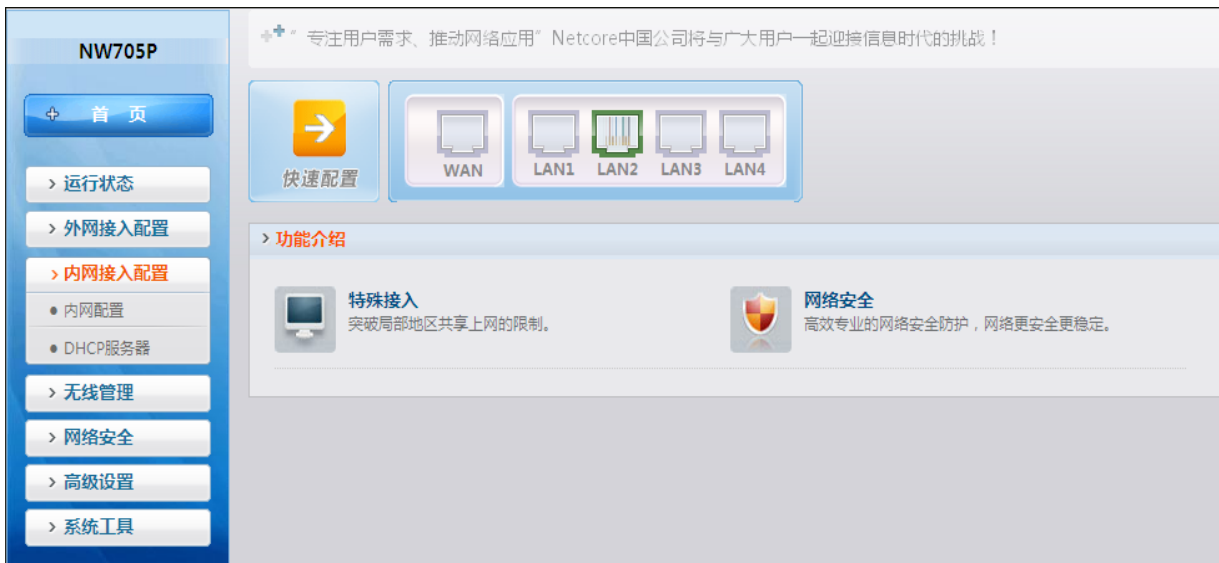 NW705P
首 页
运行状态
外网接入配置
内网接入配置
内网配置
DHCP服务器
无线管理
网络安全
高级设置
系统工具
“专注用户需求、推动网络应用”Netcore中国公司将与广大用户一起迎接信息时代的挑战！
快速配置
WAN
LAN1 LAN2 LAN3 LAN4
功能介绍
特殊接入
突破局部地区共享上网的限制。
网络安全
高效专业的网络安全防护，网络更安全更稳定。